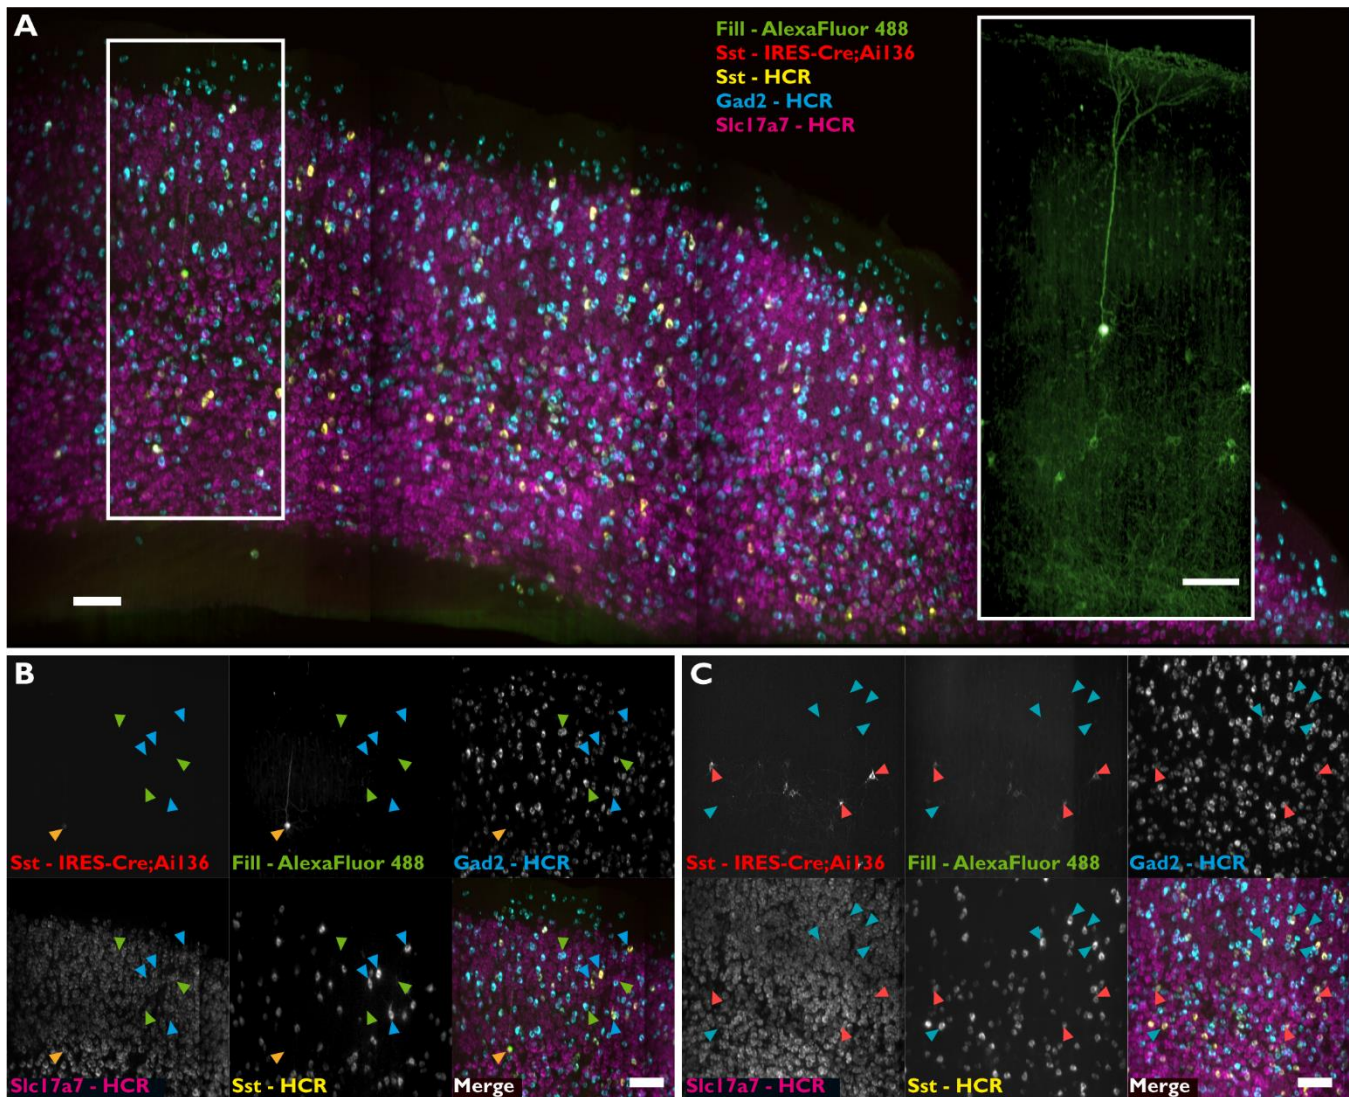 A
Fill - AlexaFluor 488
Sst - IRES-Cre;Ai136
Sst - HCR
Gad2 - HCR
Slc17a7 - HCR
B
Sst - IRES-Cre;Ai136
Fill - AlexaFluor 488
Gad2 - HCR
Slc17a7 - HCR
Sst - HCR
Merge
C
Sst - IRES-Cre;Ai136
Fill - AlexaFluor 488
Gad2 - HCR
Slc17a7 - HCR
Sst - HCR
Merge